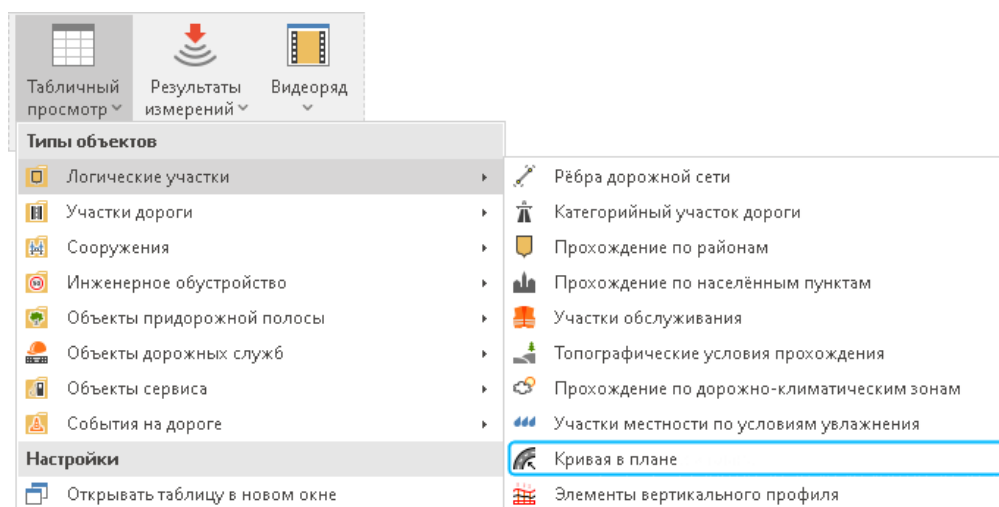 Табличный просмотр
Результаты измерений
Видеоряд
Типы объектов
Логические участки
Участки дороги
Сооружения
Инженерное обустройство
Объекты придорожной полосы
Объекты дорожных служб
Объекты сервиса
События на дороге
Настройки
Открывать таблицу в новом окне
Рёбра дорожной сети
Категорийный участок дороги
Прохождение по районам
Прохождение по населённым пунктам
Участки обслуживания
Топографические условия прохождения
Прохождение по дорожно-климатическим зонам
Участки местности по условиям увлажнения
Кривая в плане
Элементы вертикального профиля